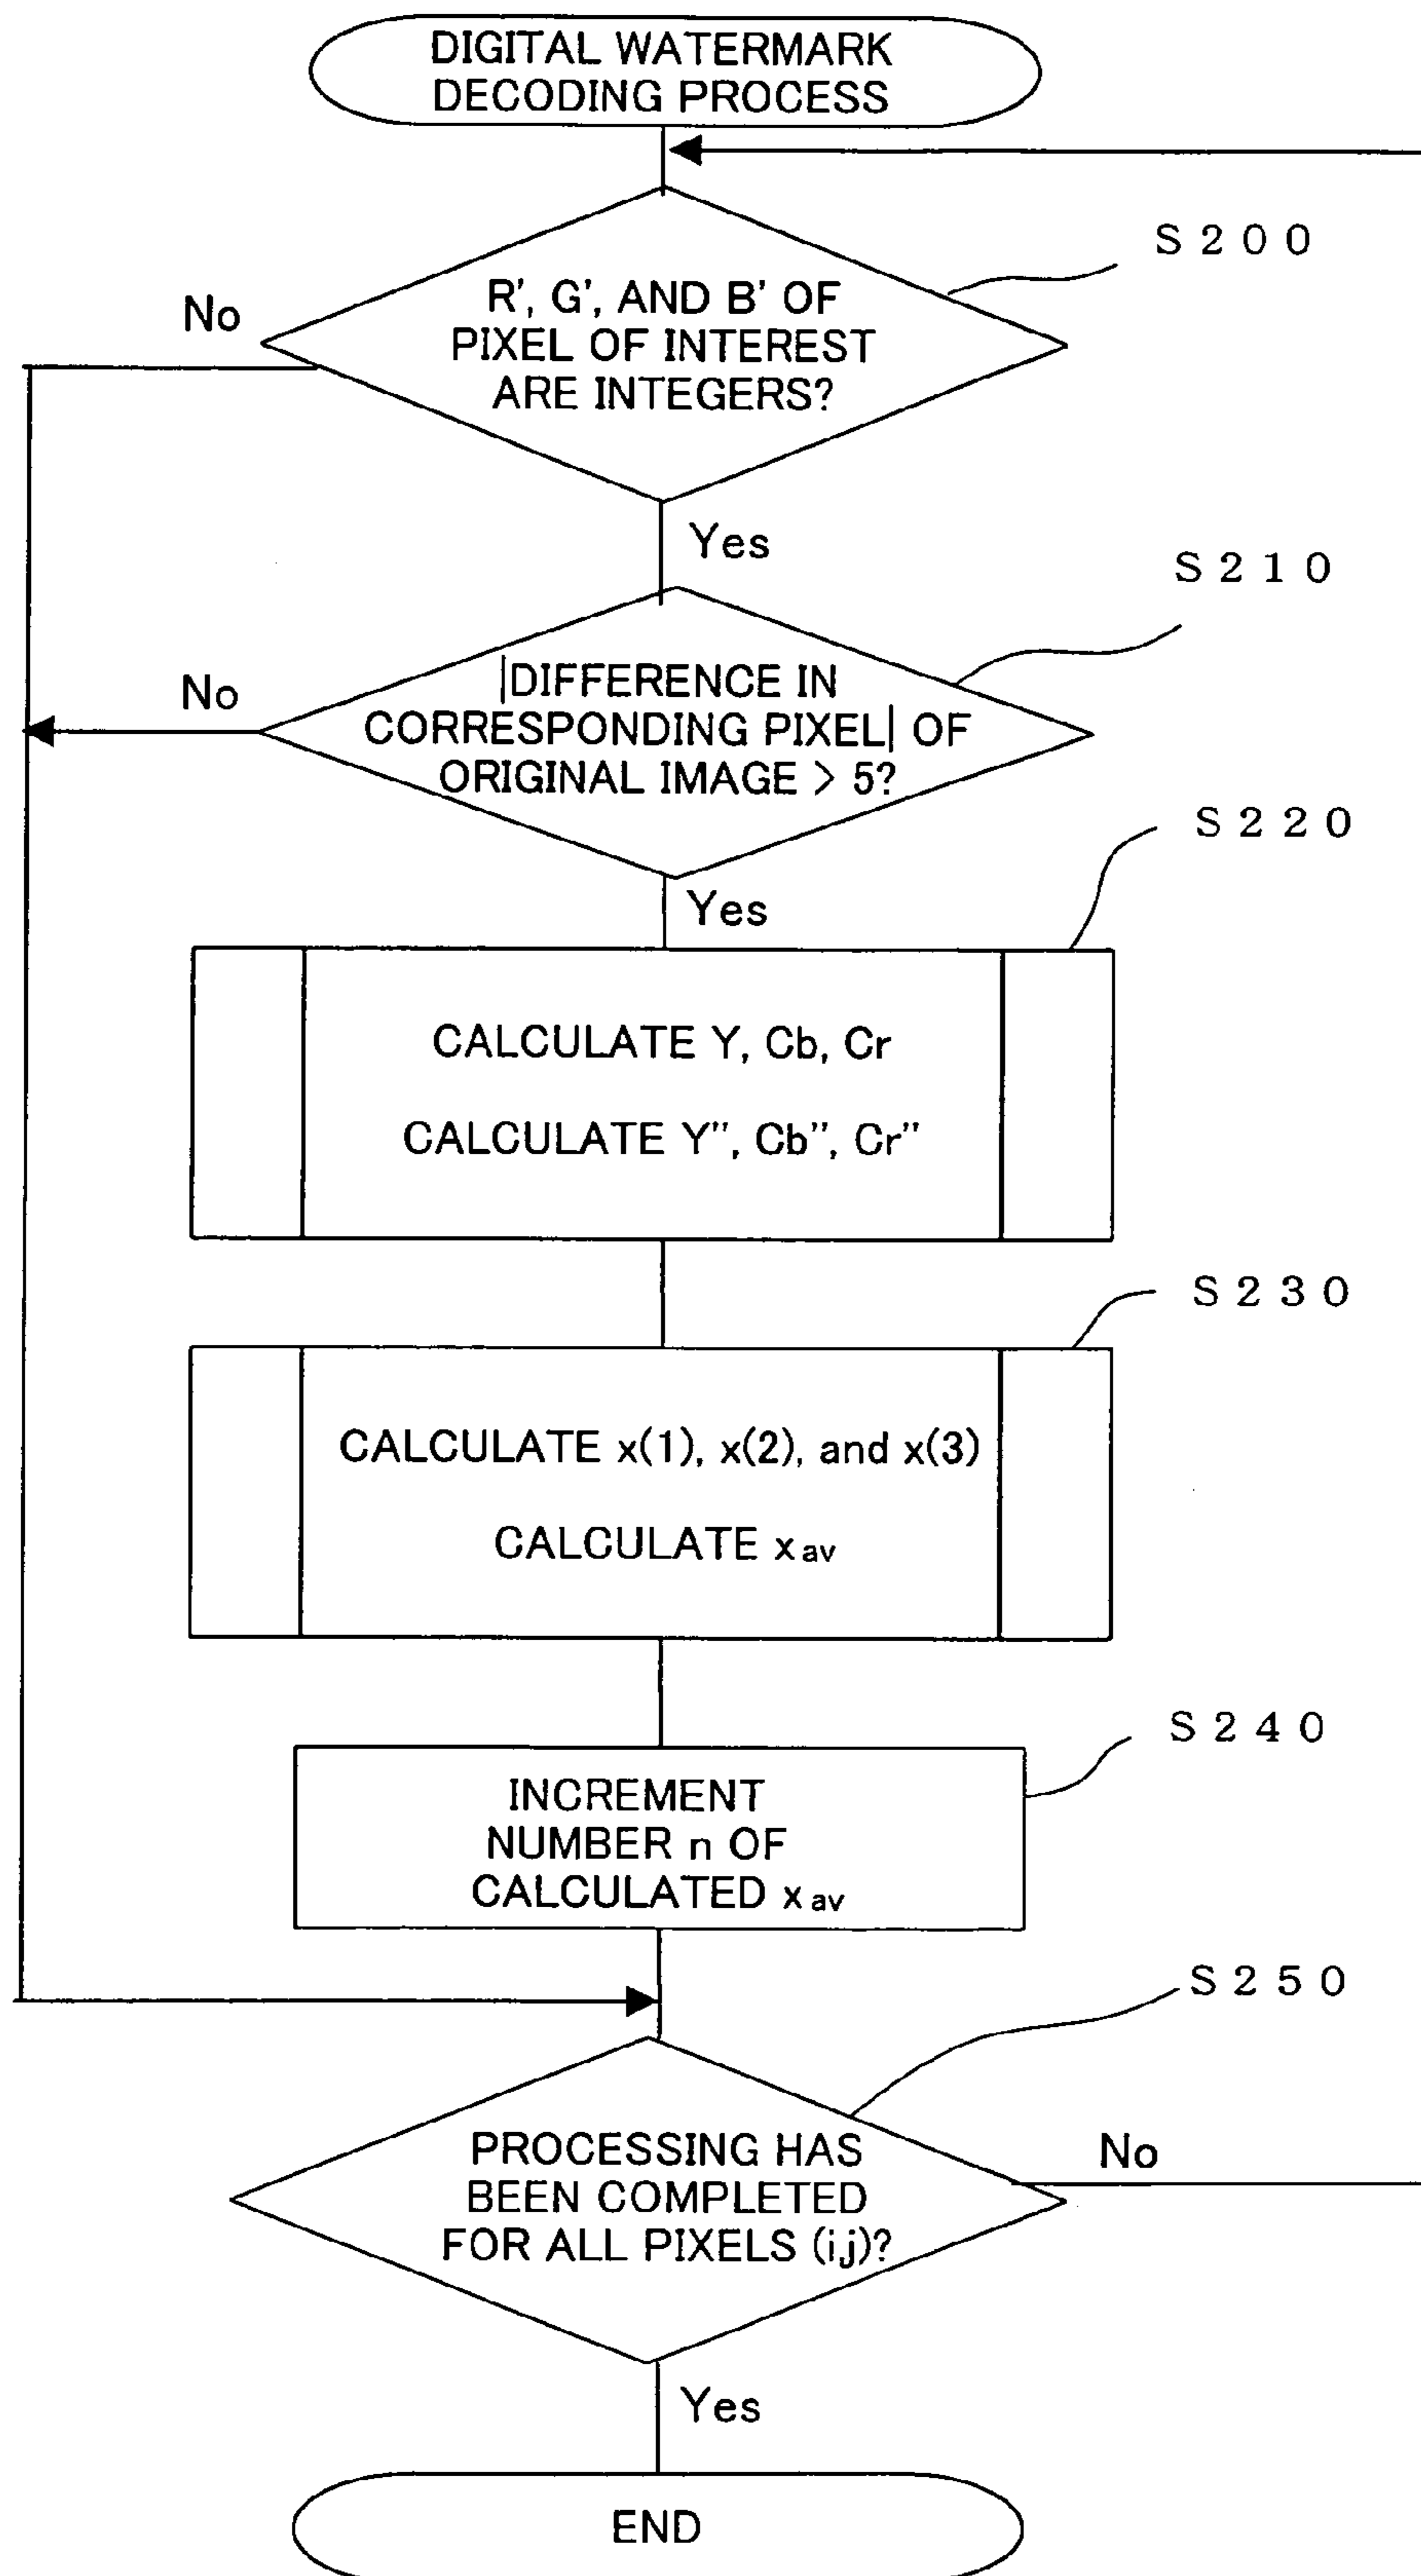 DIGITAL WATERMARK
DECODING PROCESS
S200
No
R', G', AND B' OF
PIXEL OF INTEREST
ARE INTEGERS?
Yes
S210
No
|DIFFERENCE IN
CORRESPONDING PIXEL| OF
ORIGINAL IMAGE > 5?
S220
Yes
CALCULATE Y, Cb, Cr
CALCULATE Y'', Cb'', Cr''
S230
CALCULATE x(1), x(2), and x(3)
CALCULATE xav
S240
INCREMENT
NUMBER n OF
CALCULATED xav
S250
PROCESSING HAS
BEEN COMPLETED
FOR ALL PIXELS (i,j)?
No
Yes
END